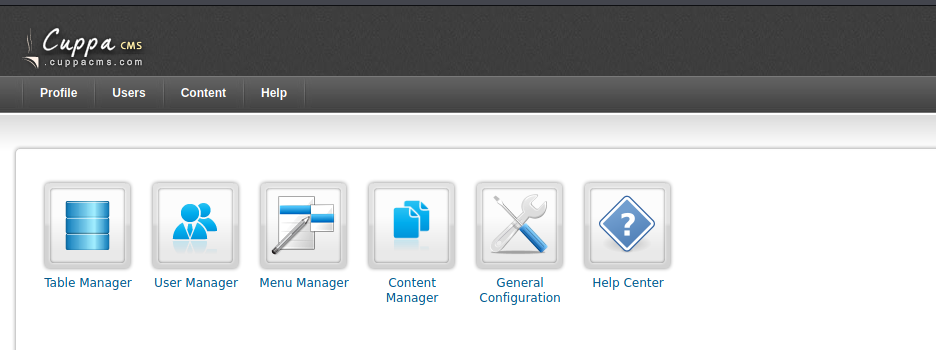 Cuppa CMS
.cuppacms.com
Profile Users Content Help
?
Table Manager User Manager Menu Manager Content Manager General Configuration Help Center